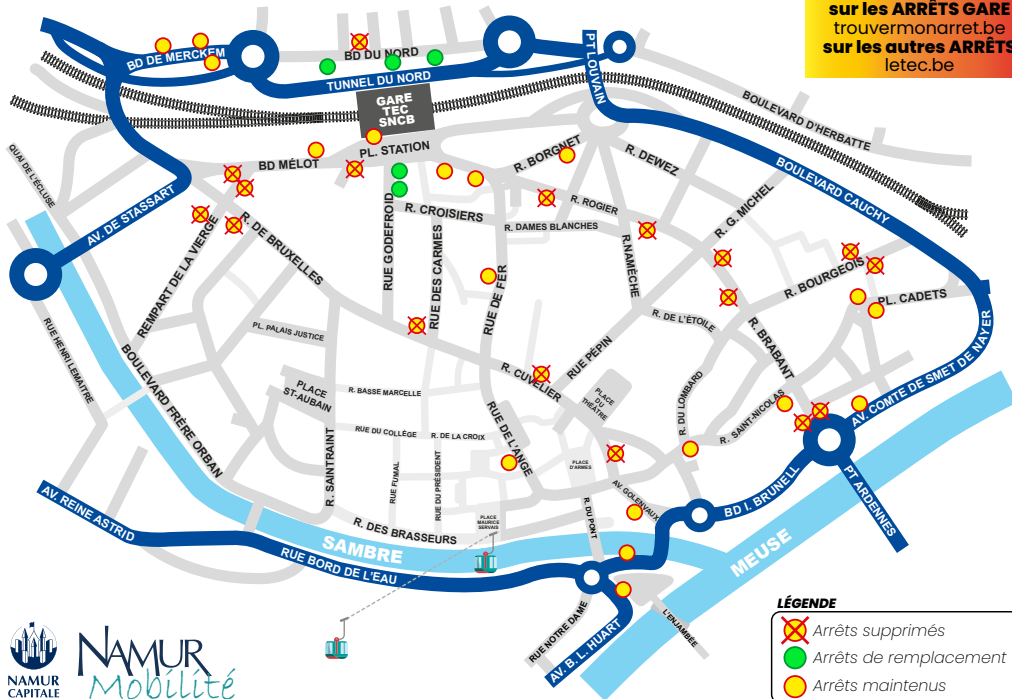 sur les ARRÊTS GARE
trouvermonarret.be
sur les autres ARRÊTS
letec.be
BD DE MERCKEM
BD DU NORD
TUNNEL DU NORD
PT LOUVAIN
GARE
TEC
SNCB
BOULEVARD D'HERBATTE
PL. STATION
BD MÉLOT
R. BORGNET
R. DEWEZ
BOULEVARD CAUCHY
QUAI DE L'ÉCLUSE
AV. DE STASSART
R. CROISIERS
R. ROGIER
R. DAMES BLANCHES
R. G. MICHEL
REMPART DE LA VIERGE
R. DE BRUXELLES
RUE GODEFROID
RUE DES CARMES
RUE DE FER
R.NAMÈCHE
R. BOURGEOIS
PL. CADETS
RUE HENRI LEMAITRE
BOULEVARD FRÈRE ORBAN
PL. PALAIS JUSTICE
R. DE L'ÉTOILE
R. BRABANT
AV. COMTE DE SMET DE NAYER
RUE PÉPIN
R. CUVELIER
PLACE
ST-AUBAIN
R. BASSE MARCELLE
PLACE
DU
THÉÂTRE
R. DU LOMBARD
R. SAINT-NICOLAS
RUE DU COLLÈGE
R. DE LA CROIX
RUE DE L'ANGE
R. SAINTRAINT
RUE FUMAL
RUE DU PRÉSIDENT
PLACE
D'ARMES
AV. GOLENVAUX
BD I. BRUNELL
PT ARDENNES
AV. REINE ASTRID
R. DES BRASSEURS
PLACE
MAURICE
SERVAIS
R. DU PONT
SAMBRE
RUE BORD DE L'EAU
MEUSE
RUE NOTRE DAME
AV. B. L. HUART
L'ENJAMBÉE
NAMUR
CAPITALE
NAMUR
Mobilité
LÉGENDE
Arrêts supprimés
Arrêts de remplacement
Arrêts maintenus